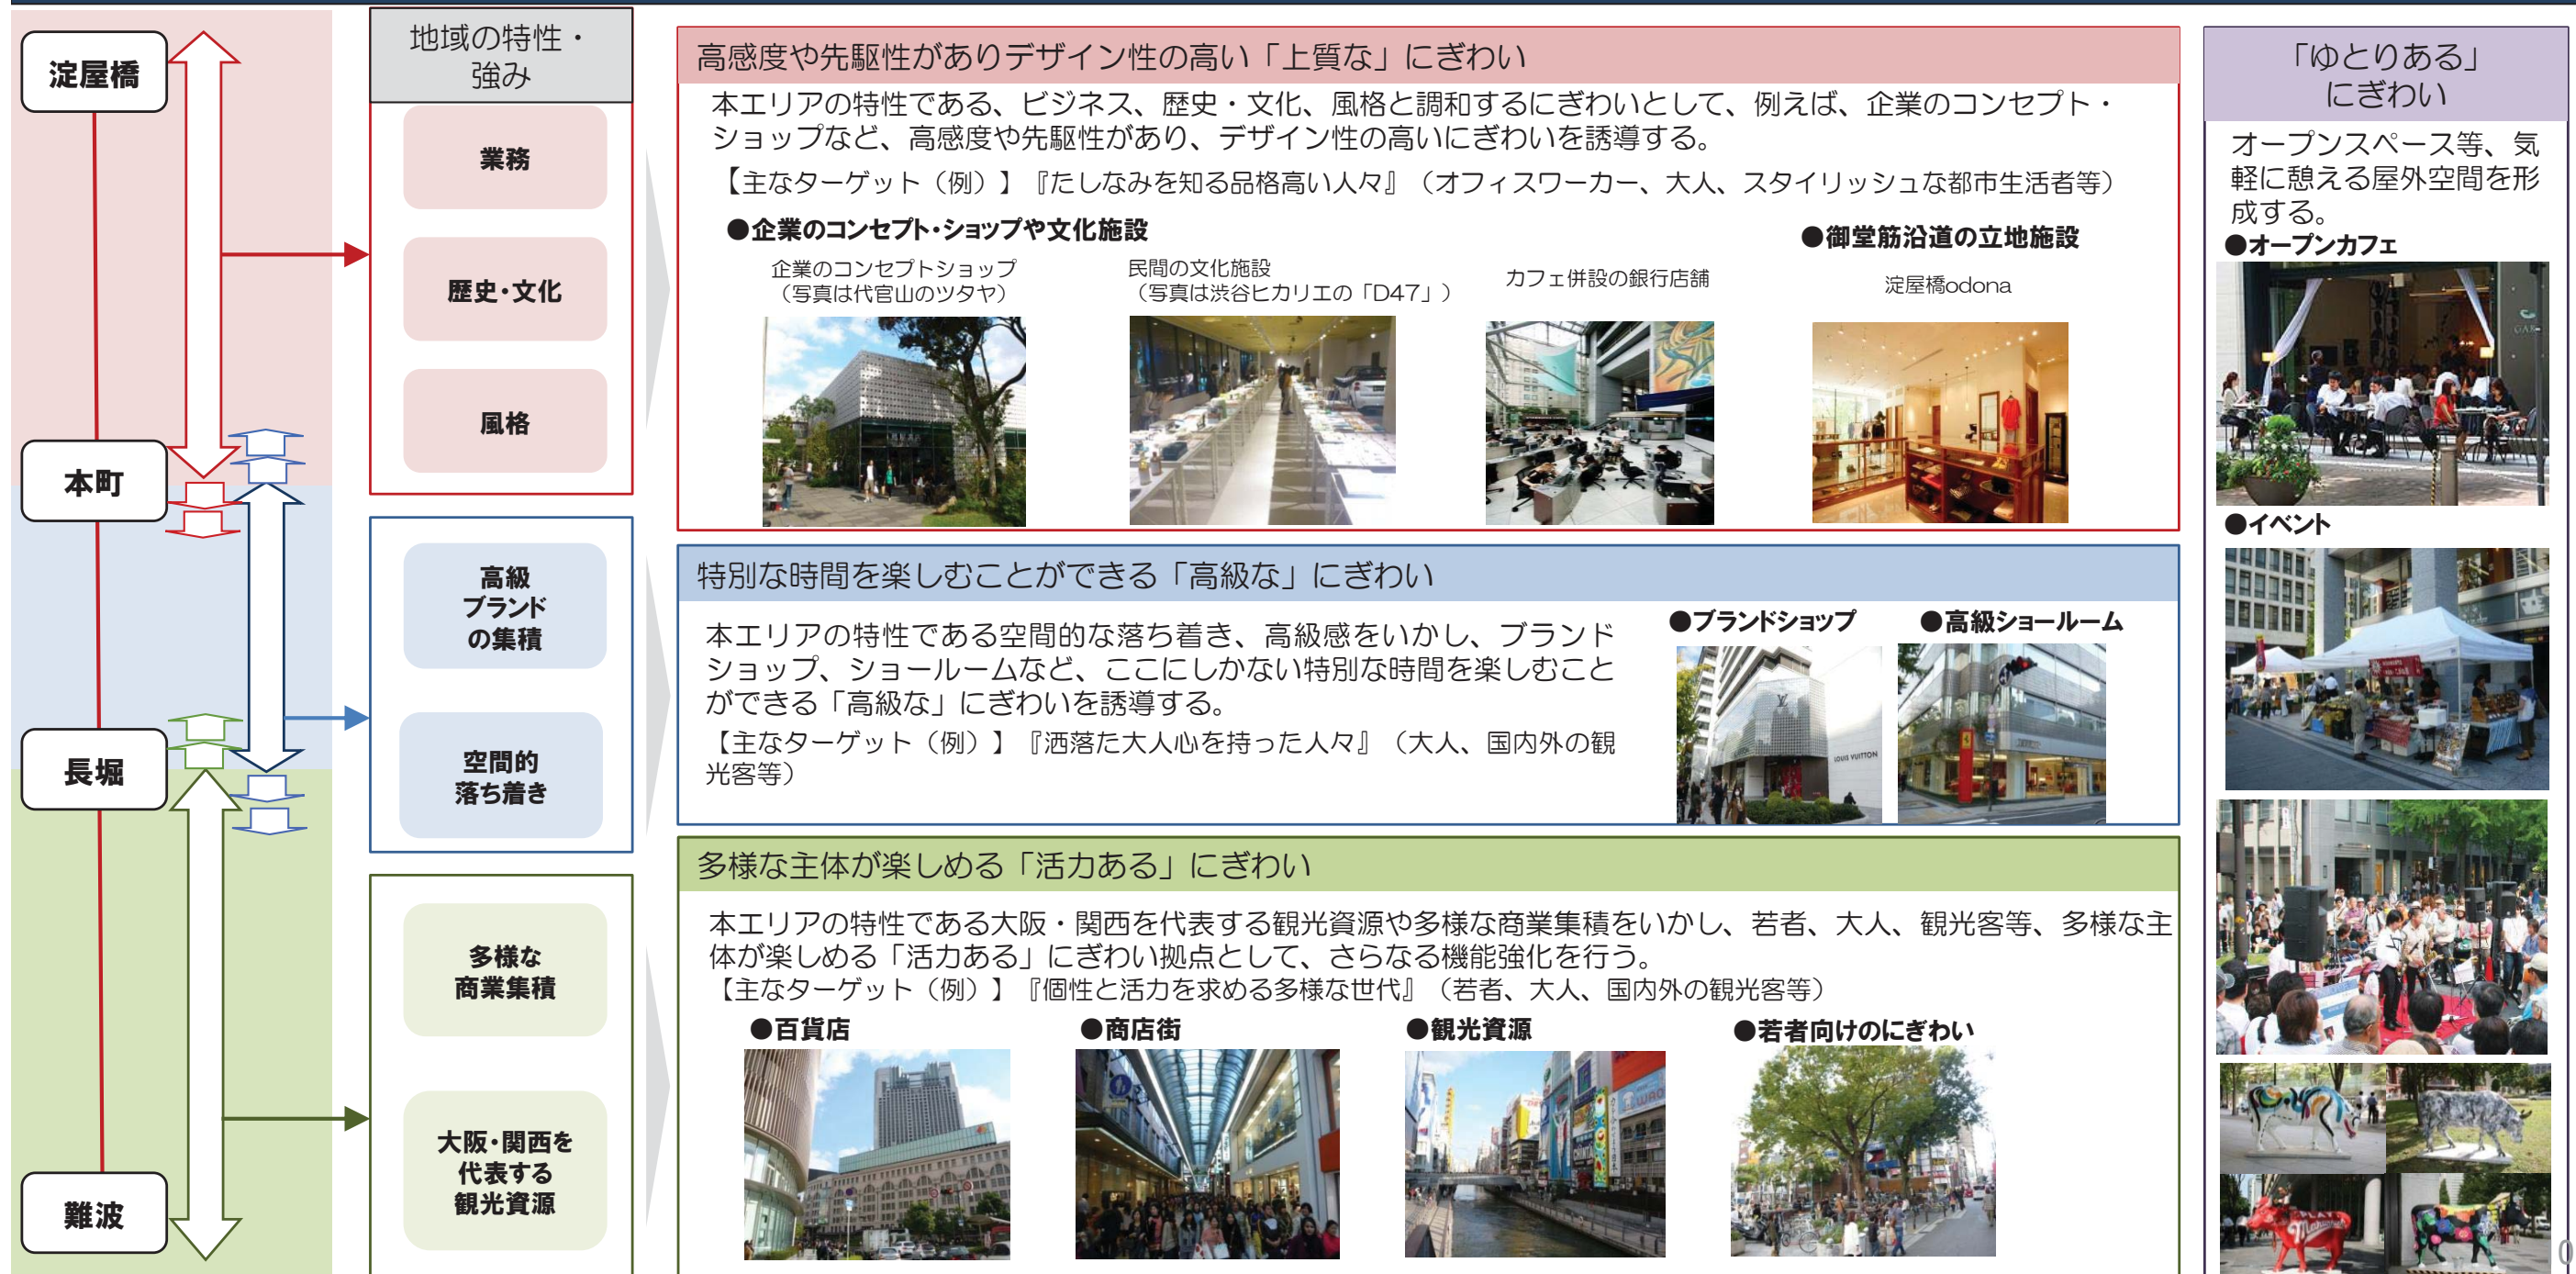 淀屋橋
本町
長堀
難波
地域の特性・
強み
業務
歴史・文化
風格
高級
ブランド
の集積
空間的
落ち着き
多様な
商業集積
大阪・関西を
代表する
観光資源
高感度や先駆性がありデザイン性の高い「上質な」にぎわい
本エリアの特性である、ビジネス、歴史・文化、風格と調和するにぎわいとして、例えば、企業のコンセプト・
ショップなど、高感度や先駆性があり、デザイン性の高いにぎわいを誘導する。
【主なターゲット（例）】『たしなみを知る品格高い人々』（オフィスワーカー、大人、スタイリッシュな都市生活者等）
●企業のコンセプト・ショップや文化施設
企業のコンセプトショップ
（写真は代官山のツタヤ）
民間の文化施設
（写真は渋谷ヒカリエの「D47」）
カフェ併設の銀行店舗
●御堂筋沿道の立地施設
淀屋橋odona
特別な時間を楽しむことができる「高級な」にぎわい
本エリアの特性である空間的な落ち着き、高級感をいかし、ブランド
ショップ、ショールームなど、ここにしかない特別な時間を楽しむこと
ができる「高級な」にぎわいを誘導する。
【主なターゲット（例）】『洒落た大人心を持った人々』（大人、国内外の観
光客等）
●ブランドショップ
LOUIS VUITTON
●高級ショールーム
多様な主体が楽しめる「活力ある」にぎわい
本エリアの特性である大阪・関西を代表する観光資源や多様な商業集積をいかし、若者、大人、観光客等、多様な主
体が楽しめる「活力ある」にぎわい拠点として、さらなる機能強化を行う。
【主なターゲット（例）】『個性と活力を求める多様な世代』（若者、大人、国内外の観光客等）
●百貨店
●商店街
●観光資源
●若者向けのにぎわい
「ゆとりある」
にぎわい
オープンスペース等、気
軽に憩える屋外空間を形
成する。
●オープンカフェ
●イベント
0